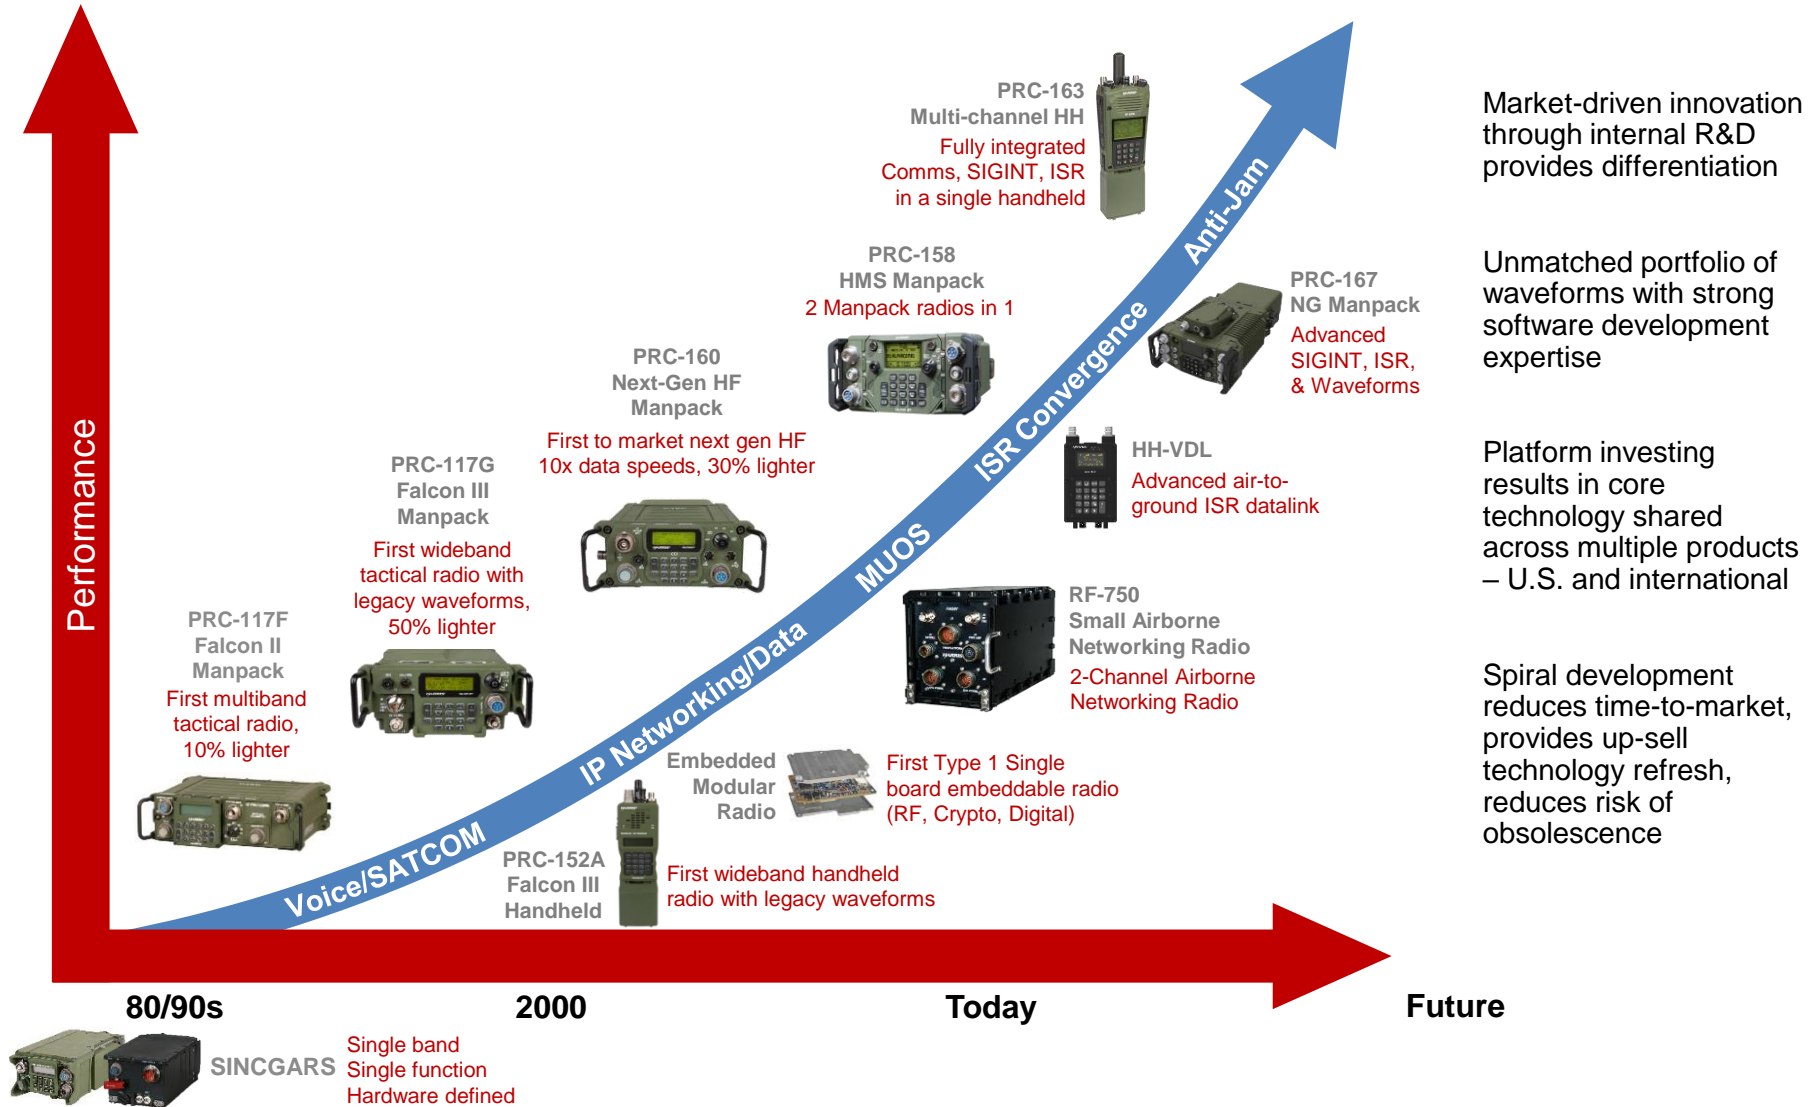 PRC-163
Multi-channel HH
Fully integrated
Comms, SIGINT, ISR
in a single handheld
Market-driven innovation
through internal R&D
provides differentiation
PRC-158
HMS Manpack
2 Manpack radios in 1
PRC-167
NG Manpack
Advanced
SIGINT, ISR,
& Waveforms
Unmatched portfolio of
waveforms with strong
software development
expertise
PRC-160
Next-Gen HF
Manpack
First to market next gen HF
10x data speeds, 30% lighter
HH-VDL
Advanced air-to-
ground ISR datalink
Platform investing
results in core
technology shared
across multiple products
– U.S. and international
PRC-117G
Falcon III
Manpack
First wideband
tactical radio with
legacy waveforms,
50% lighter
RF-750
Small Airborne
Networking Radio
2-Channel Airborne
Networking Radio
PRC-117F
Falcon II
Manpack
First multiband
tactical radio,
10% lighter
Spiral development
reduces time-to-market,
provides up-sell
technology refresh,
reduces risk of
obsolescence
Embedded
Modular
Radio
First Type 1 Single
board embeddable radio
(RF, Crypto, Digital)
PRC-152A
Falcon III
Handheld
First wideband handheld
radio with legacy waveforms
Performance
Voice/SATCOM
IP Networking/Data
MUOS
ISR Convergence
Anti-Jam
80/90s
2000
Today
Future
SINCGARS
Single band
Single function
Hardware defined